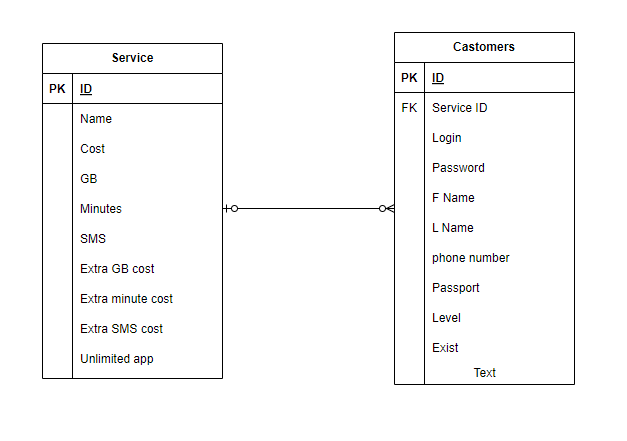 Service
PK ID
Name
Cost
GB
Minutes
SMS
Extra GB cost
Extra minute cost
Extra SMS cost
Unlimited app
Castomers
PK ID
FK Service ID
Login
Password
F Name
L Name
phone number
Passport
Level
Exist
Text